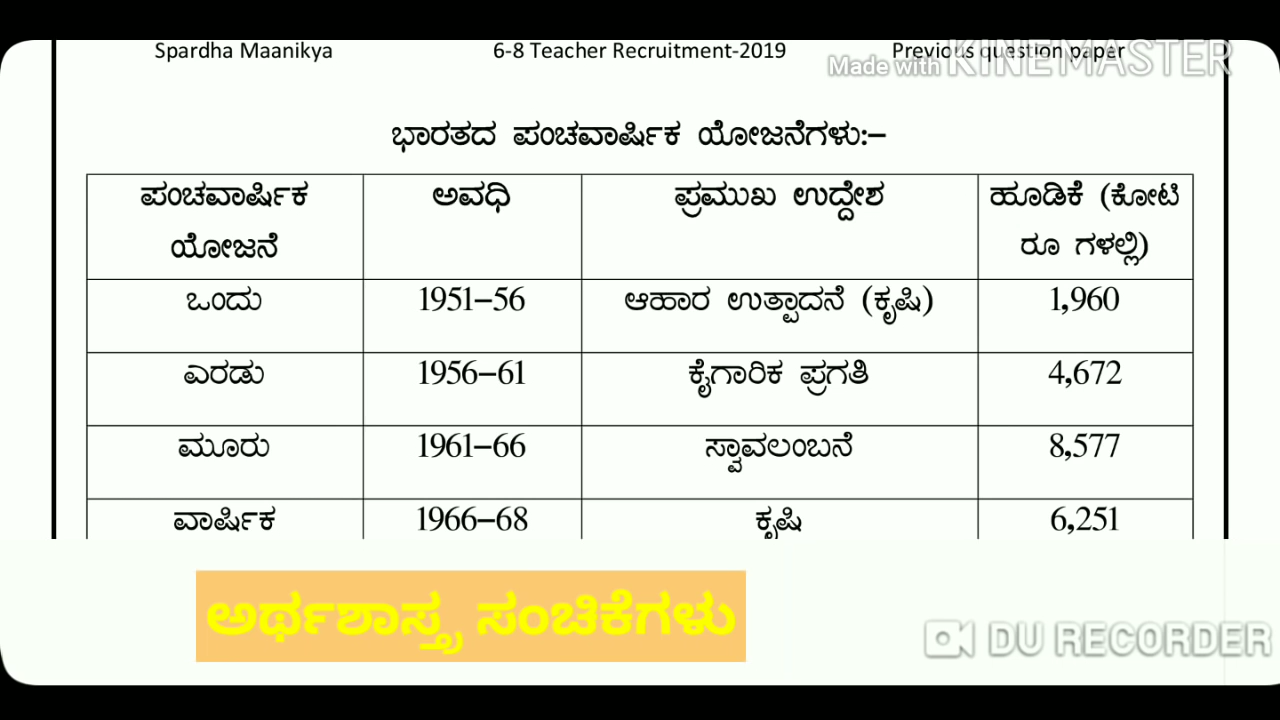 Spardha Maanikya 6-8 Teacher Recruitment-2019 Previous question paper
Made with KINEMASTER
ಭಾರತದ ಪಂಚವಾರ್ಷಿಕ ಯೋಜನೆಗಳು:–
ಪಂಚವಾರ್ಷಿಕ ಯೋಜನೆ ಅವಧಿ ಪ್ರಮುಖ ಉದ್ದೇಶ ಹೂಡಿಕೆ (ಕೋಟಿ ರೂ ಗಳಲ್ಲಿ)
ಒಂದು 1951–56 ಆಹಾರ ಉತ್ಪಾದನೆ (ಕೃಷಿ) 1,960
ಎರಡು 1956–61 ಕೈಗಾರಿಕ ಪ್ರಗತಿ 4,672
ಮೂರು 1961–66 ಸ್ವಾವಲಂಬನೆ 8,577
ವಾರ್ಷಿಕ 1966–68 ಕೃಷಿ 6,251
ಅರ್ಥಶಾಸ್ತ್ರ ಸಂಚಿಕೆಗಳು
DU RECORDER